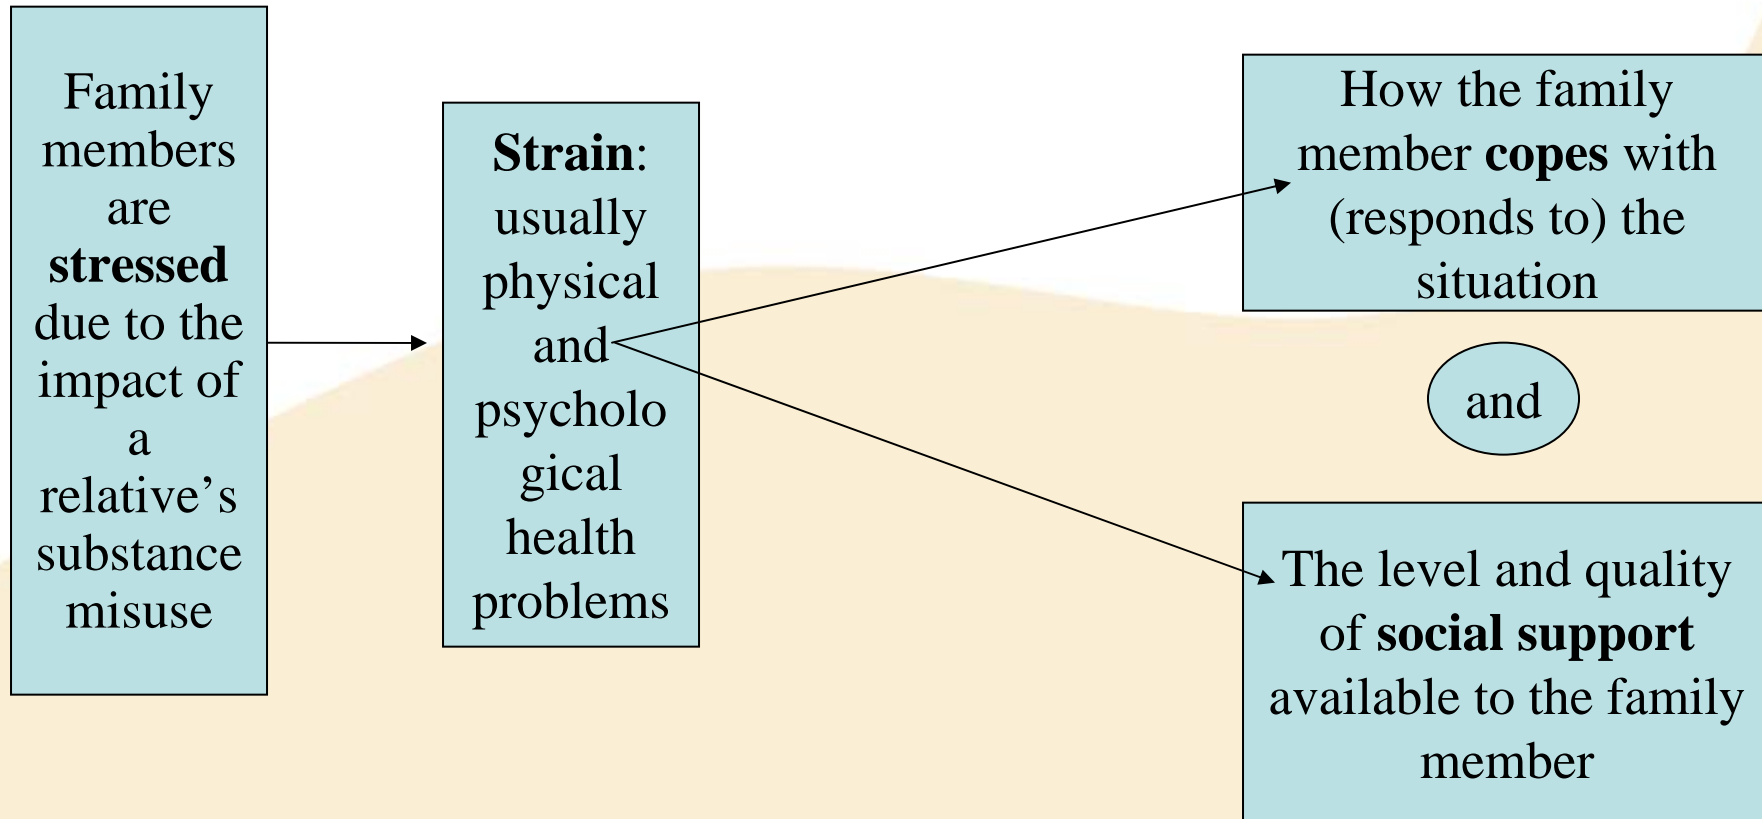 Family
members
are
stressed
due to the
impact of
a
relative’s
substance
misuse
Strain:
usually
physical
and
psycholo
gical
health
problems
How the family
member copes with
(responds to) the
situation
and
The level and quality
of social support
available to the family
member